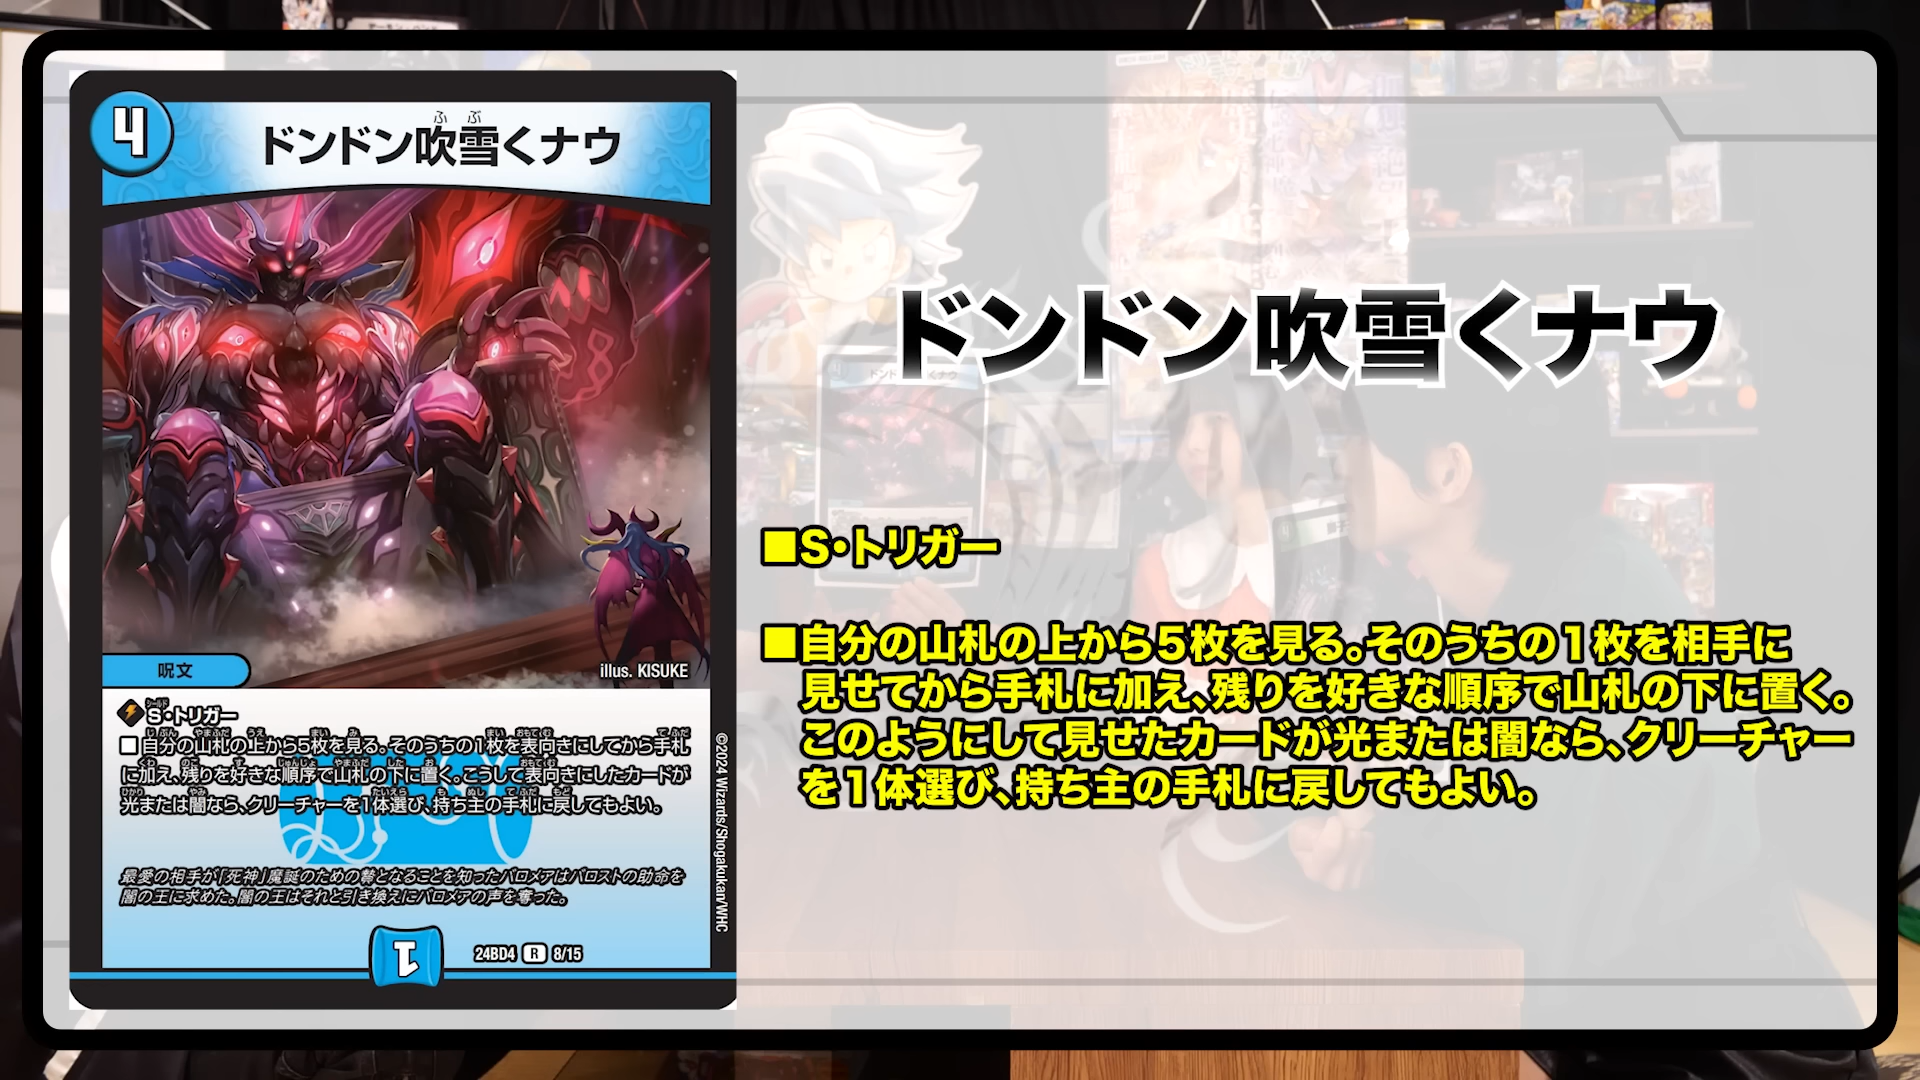 4
ドンドン吹雪くナウ
ふぶ
呪文
illus. KISUKE
S・トリガー
シールド
■自分の山札の上から5枚を見る。そのうちの1枚を表向きにしてから手札
に加え、残りを好きな順序で山札の下に置く。こうして表向きにしたカードが
光または闇なら、クリーチャーを1体選び、持ち主の手札に戻してもよい。
最愛の相手が「死神」魔誕のための贄となることを知ったバロメアはバロストの助命を
闇の王に求めた。闇の王はそれと引き換えにバロメアの声を奪った。
1
24BD4 R 8/15
©2024 Wizards/Shogakukan/WHC
ドンドン吹雪くナウ
■S・トリガー
■自分の山札の上から5枚を見る。そのうちの1枚を相手に
見せてから手札に加え、残りを好きな順序で山札の下に置く。
このようにして見せたカードが光または闇なら、クリーチャー
を1体選び、持ち主の手札に戻してもよい。